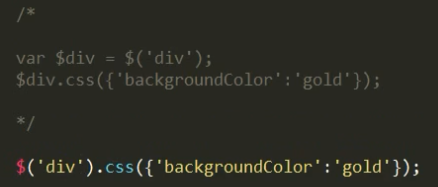 /*
var $div = $('div');
$div.css({'backgroundColor':'gold'});
*/
$('div').css({'backgroundColor':'gold'});